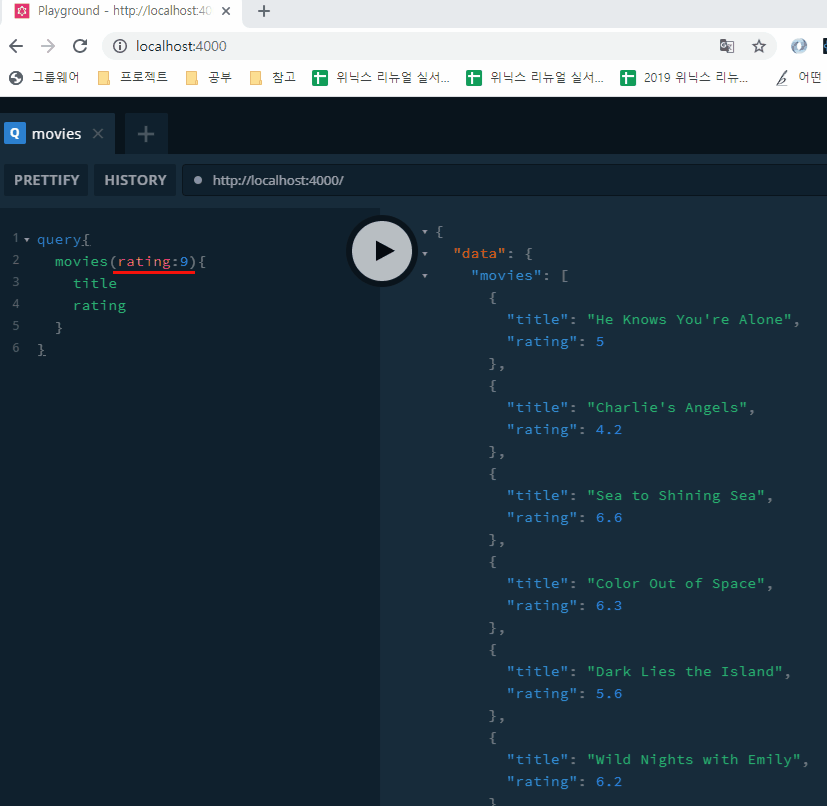 Playground - http://localhost:40
localhost:4000
그룹웨어 프로젝트 공부 참고 위닉스 리뉴얼 실서... 위닉스 리뉴얼 실서... 2019 위닉스 리뉴... 어떤
Q movies
PRETTIFY HISTORY http://localhost:4000/
1 query{
2 movies(rating:9){
3 title
4 rating
5 }
6 }
{
"data": {
"movies": [
{
"title": "He Knows You're Alone",
"rating": 5
},
{
"title": "Charlie's Angels",
"rating": 4.2
},
{
"title": "Sea to Shining Sea",
"rating": 6.6
},
{
"title": "Color Out of Space",
"rating": 6.3
},
{
"title": "Dark Lies the Island",
"rating": 5.6
},
{
"title": "Wild Nights with Emily",
"rating": 6.2
}